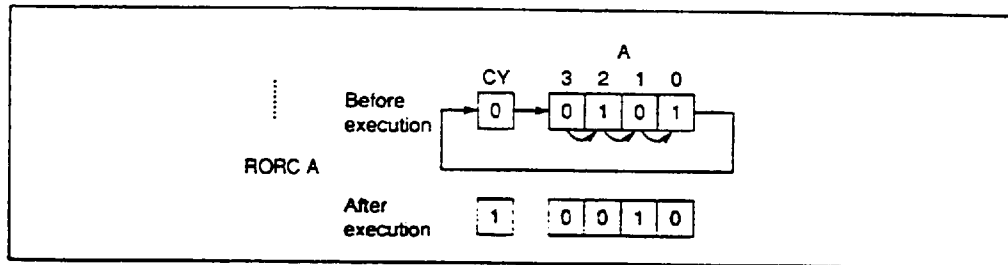 A
CY 3 2 1 0
Before
execution
0 0 1 0 1
RORC A
After
execution
1 0 0 1 0